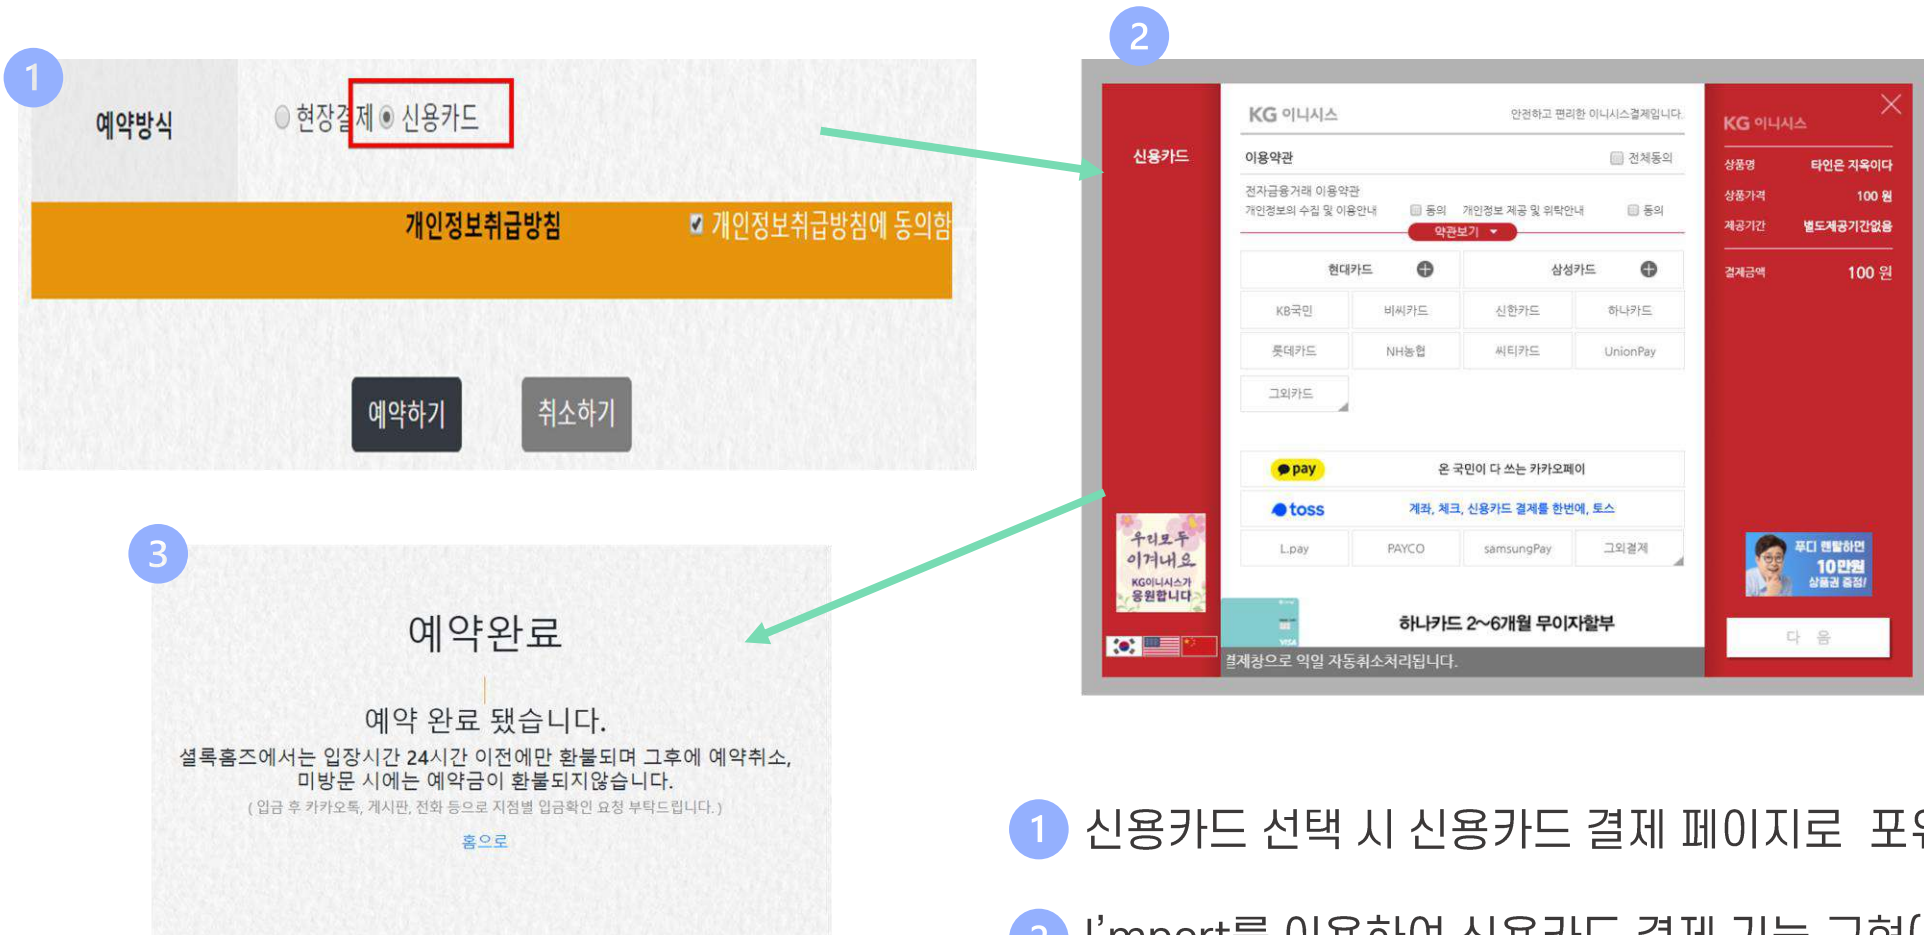 1
예약방식
현장결제 신용카드
개인정보취급방침 개인정보취급방침에 동의함
예약하기 취소하기
2
신용카드
KG 이니시스 안전하고 편리한 이니시스결제입니다.
이용약관 전체동의
전자금융거래 이용약관
개인정보의 수집 및 이용안내 동의 개인정보 제공 및 위탁안내 동의
약관보기
현대카드 삼성카드
KB국민 비씨카드 신한카드 하나카드
롯데카드 NH농협 씨티카드 UnionPay
그외카드
pay 온 국민이 다 쓰는 카카오페이
toss 계좌, 체크, 신용카드 결제를 한번에, 토스
L.pay PAYCO samsungPay 그외결제
하나카드 2~6개월 무이자할부
VISA
결제창으로 익일 자동취소처리됩니다.
우리모두
이겨내요
KG이니시스가
응원합니다
KG 이니시스
상품명 타인은 지옥이다
상품가격 100 원
제공기간 별도제공기간없음
결제금액 100 원
푸디 렌탈하면
10만원
상품권 증정!
다 음
3
예약완료
예약 완료 됐습니다.
셜록홈즈에서는 입장시간 24시간 이전에만 환불되며 그후에 예약취소,
미방문 시에는 예약금이 환불되지않습니다.
( 입금 후 카카오톡, 게시판, 전화 등으로 지점별 입금확인 요청 부탁드립니다. )
홈으로
1 신용카드 선택 시 신용카드 결제 페이지로
2 I'mport를 이용하여 신용카드 결제 기능